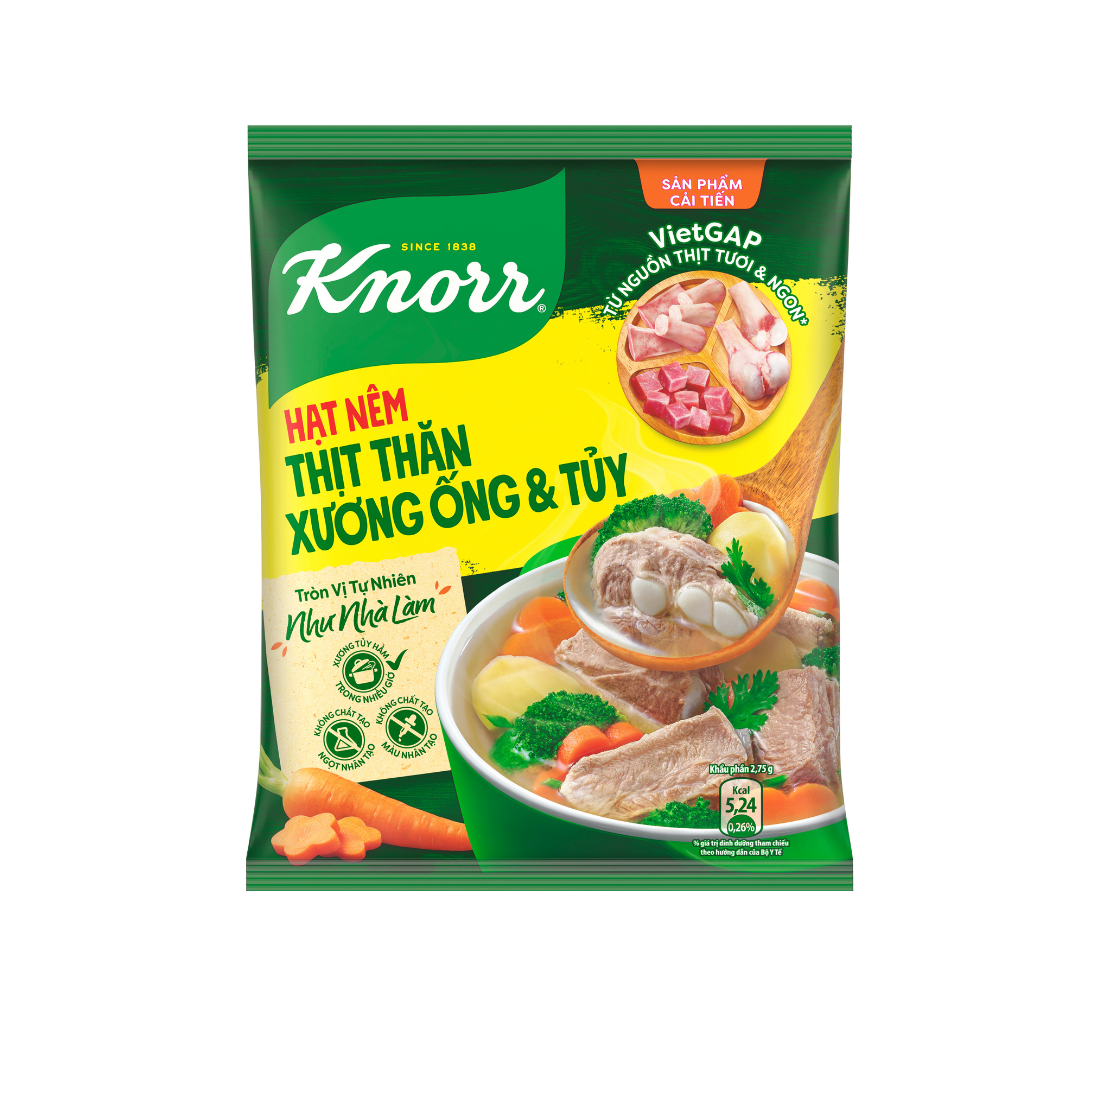 SẢN PHẨM
CẢI TIẾN
VietGAP
TỪ NGUỒN THỊT TƯƠI & NGON*
SINCE 1838
Knorr®
HẠT NÊM
THỊT THĂN
XƯƠNG ỐNG & TỦY
Tròn Vị Tự Nhiên
Như Nhà Làm
XƯƠNG TỦY HẦM
TRONG NHIỀU GIỜ
KHÔNG CHẤT TẠO
NGỌT NHÂN TẠO
KHÔNG CHẤT TẠO
MÀU NHÂN TẠO
Khẩu phần 2,75 g
Kcal
5,24
0,26%
% giá trị dinh dưỡng tham chiếu
theo hướng dẫn của Bộ Y Tế